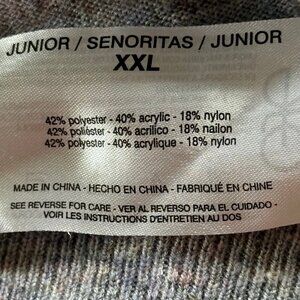 JUNIOR / SENORITAS / JUNIOR
XXL
42% polyester - 40% acrylic - 18% nylon
42% poliéster - 40% acrilico - 18% nailon
42% polyester - 40% acrylique - 18% nylon
MADE IN CHINA - HECHO EN CHINA - FABRIQUÉ EN CHINE
SEE REVERSE FOR CARE - VER AL REVERSO PARA EL CUIDADO -
VOIR LES INSTRUCTIONS D'ENTRETIEN AU DOS